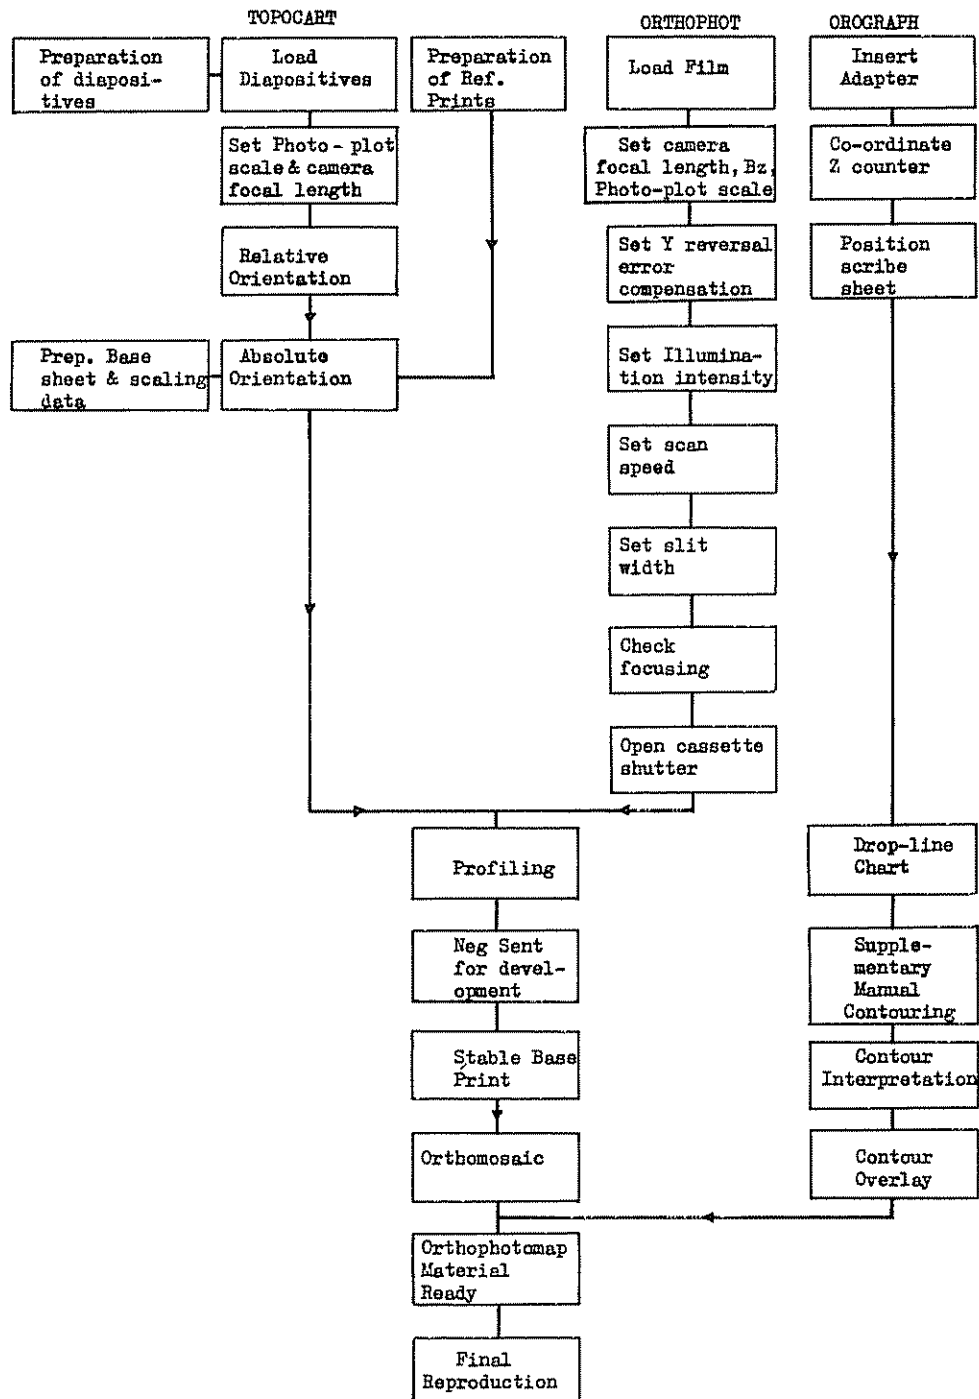 TOPOCART
ORTHOPHOT
OROGRAPH
Preparation
of diaposi-
tives
Load
Diapositives
Preparation
of Ref.
Prints
Load Film
Insert
Adapter
Set Photo - plot
scale & camera
focal length
Set camera
focal length, Bz,
Photo-plot scale
Co-ordinate
Z counter
Relative
Orientation
Set Y reversal
error
compensation
Position
scribe
sheet
Prep. Base
sheet & scaling
data
Absolute
Orientation
Set Illumina-
tion intensity
Set scan
speed
Set slit
width
Check
focusing
Open cassette
shutter
Profiling
Drop-line
Chart
Neg Sent
for devel-
opment
Supple-
mentary
Manual
Contouring
Stable Base
Print
Contour
Interpretation
Orthomosaic
Contour
Overlay
Orthophotomap
Material
Ready
Final
Reproduction